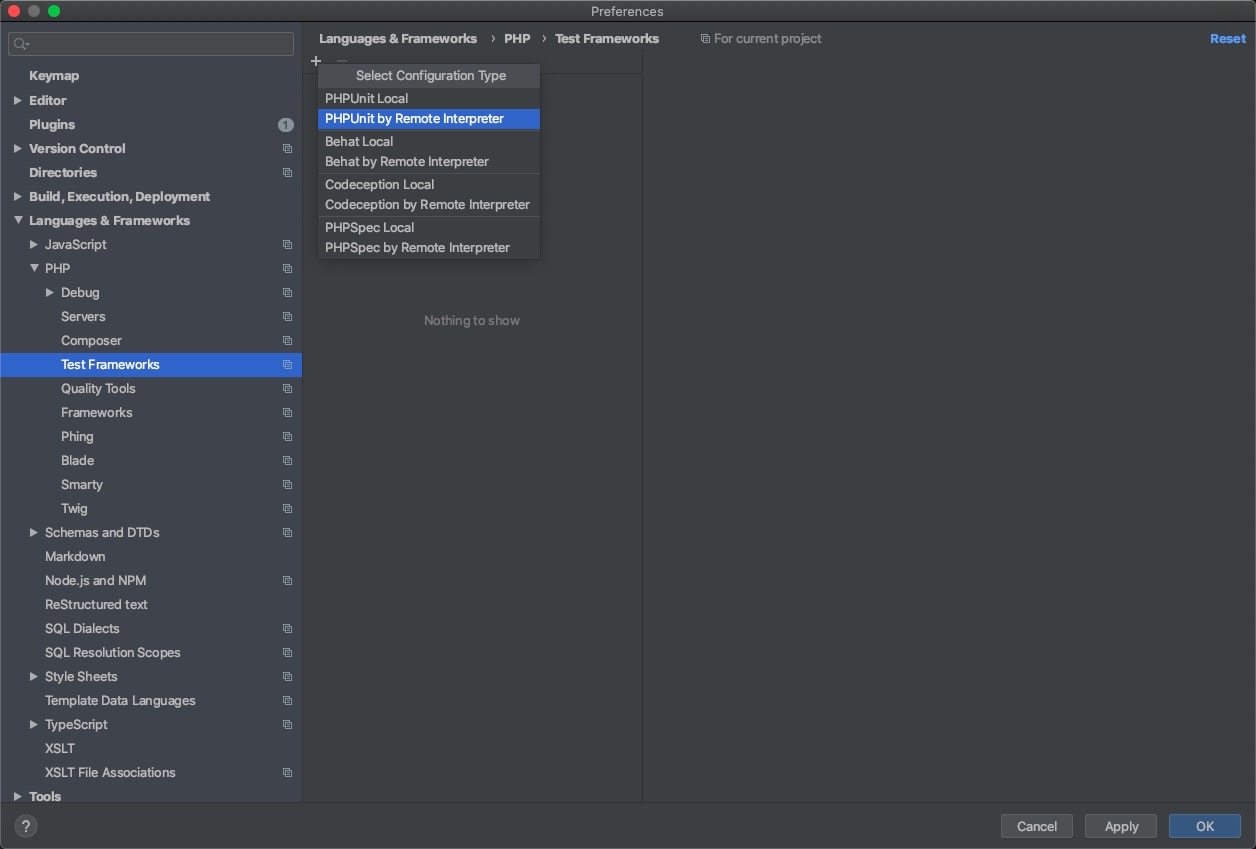 Preferences
Languages & Frameworks › PHP › Test Frameworks For current project Reset
Keymap
Editor
Plugins 1
Version Control
Directories
Build, Execution, Deployment
Languages & Frameworks
JavaScript
PHP
Debug
Servers
Composer
Test Frameworks
Quality Tools
Frameworks
Phing
Blade
Smarty
Twig
Schemas and DTDs
Markdown
Node.js and NPM
ReStructured text
SQL Dialects
SQL Resolution Scopes
Style Sheets
Template Data Languages
TypeScript
XSLT
XSLT File Associations
Tools
+ −
Select Configuration Type
PHPUnit Local
PHPUnit by Remote Interpreter
Behat Local
Behat by Remote Interpreter
Codeception Local
Codeception by Remote Interpreter
PHPSpec Local
PHPSpec by Remote Interpreter
Nothing to show
? Cancel Apply OK